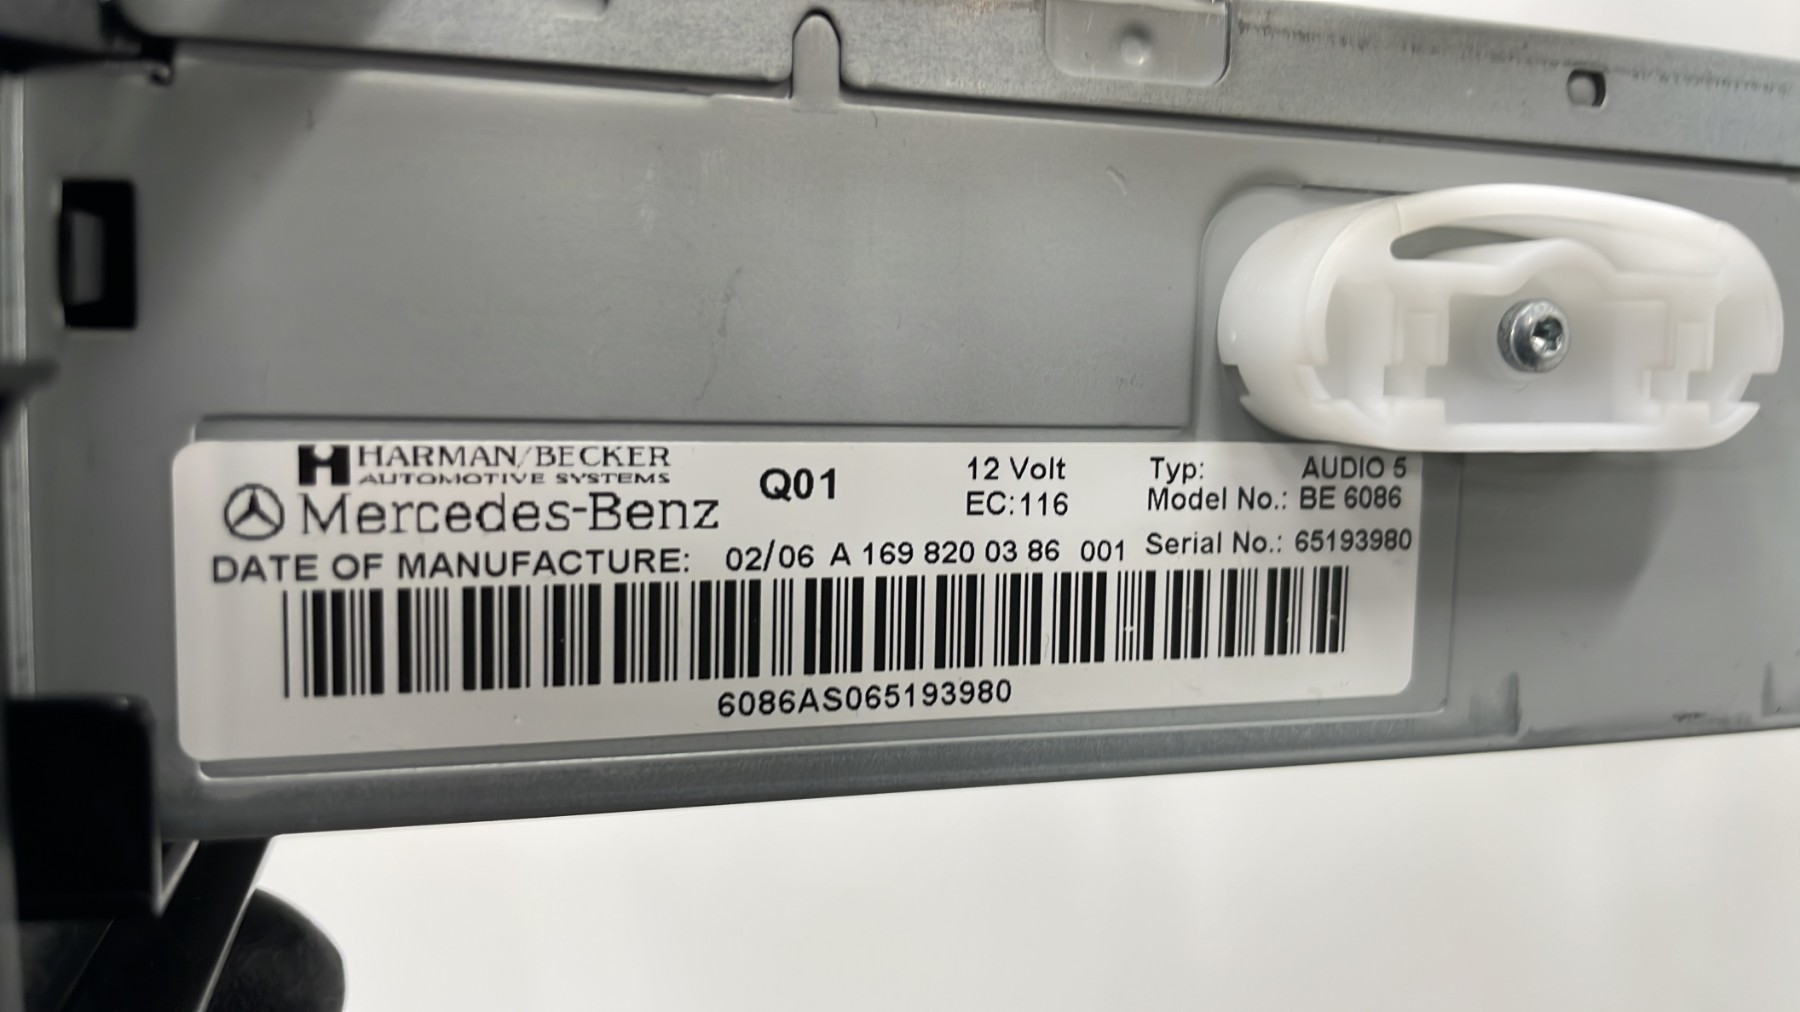 HARMAN/BECKER
AUTOMOTIVE SYSTEMS
Mercedes-Benz
Q01
12 Volt
EC:116
Typ: AUDIO 5
Model No.: BE 6086
Serial No.: 65193980
DATE OF MANUFACTURE: 02/06 A 169 820 03 86 001
6086AS065193980